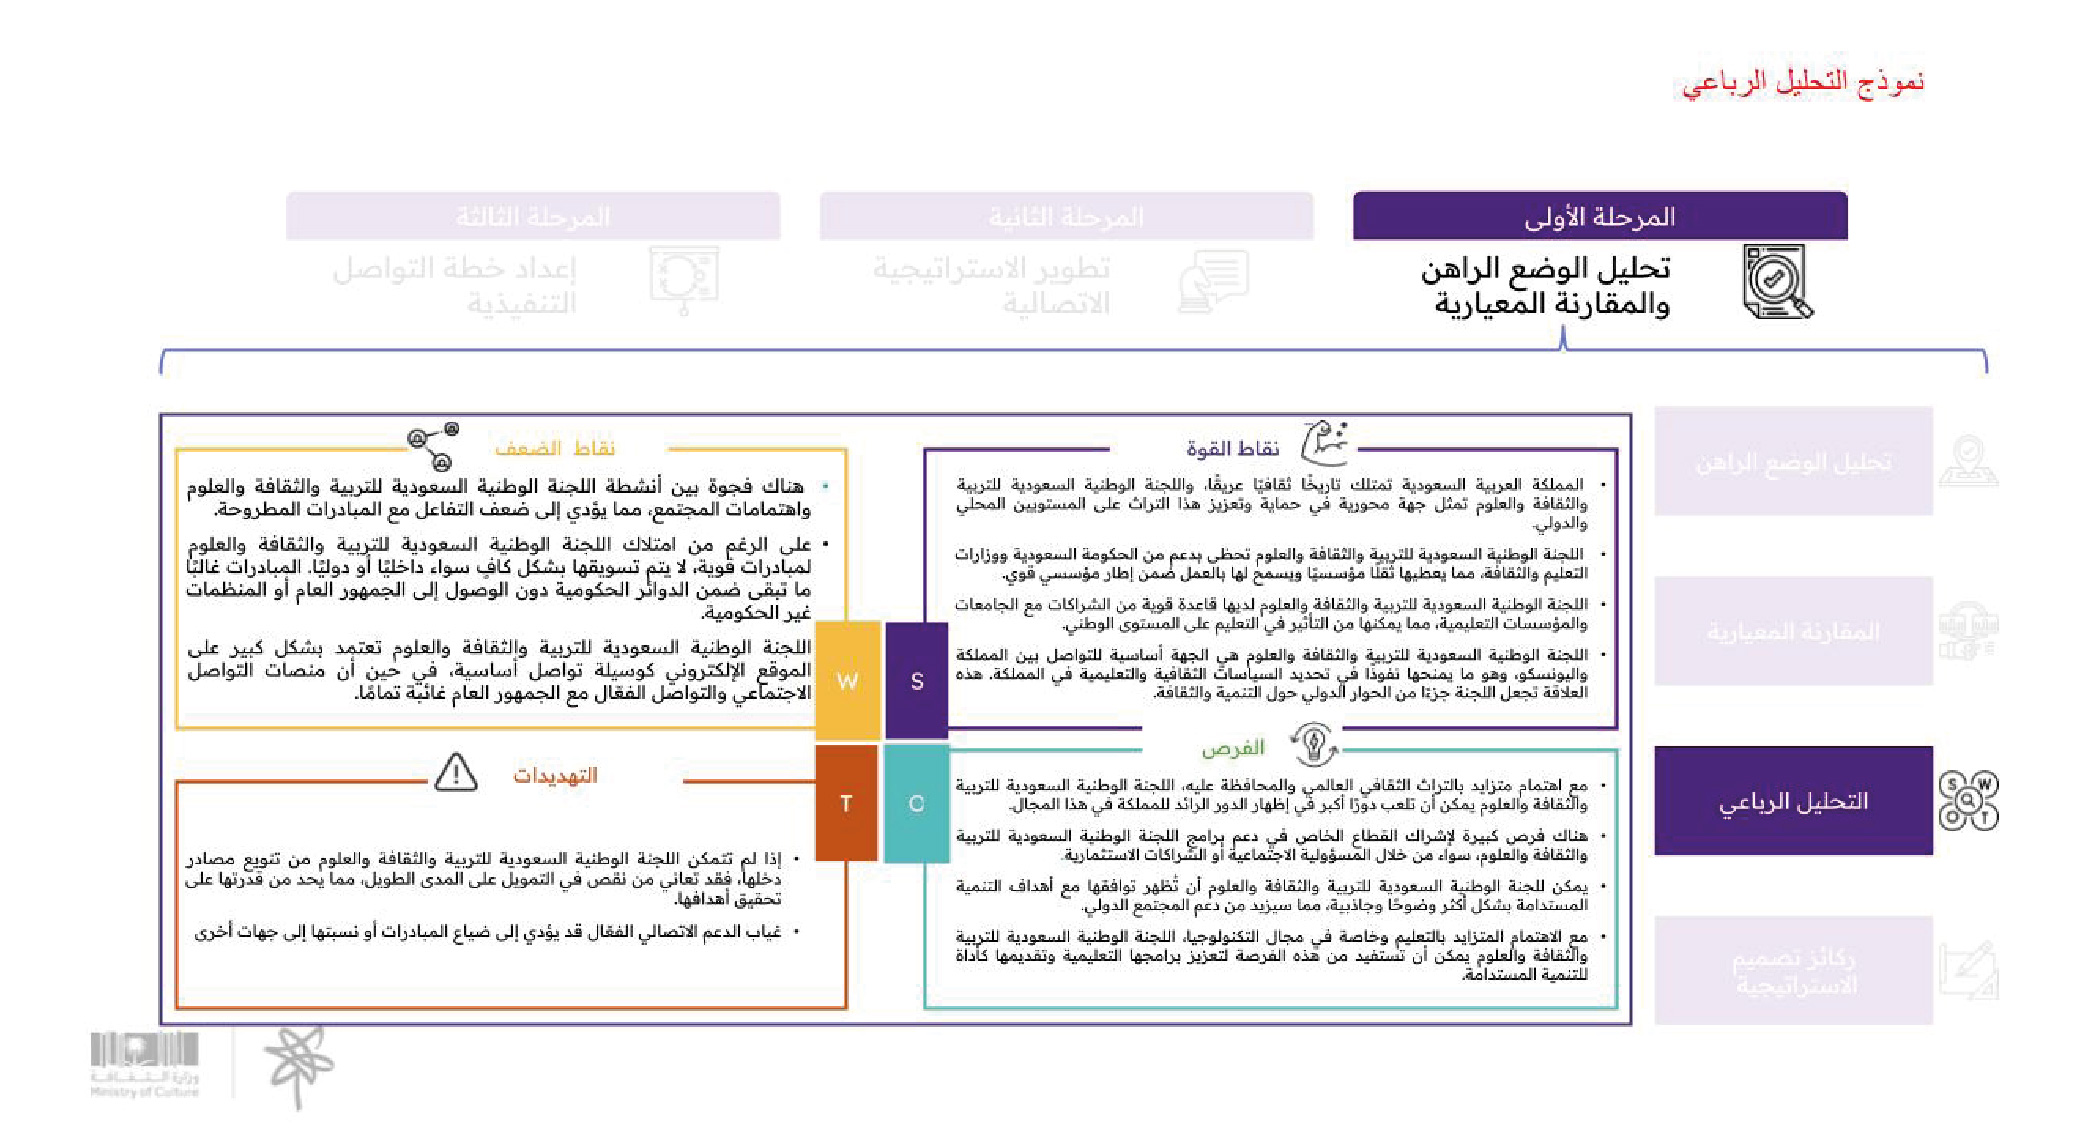 نموذج التحليل الرباعي
المرحلة الأولى
تحليل الوضع الراهن
والمقارنة المعيارية
المرحلة الثانية
تطوير الاستراتيجية
الاتصالية
المرحلة الثالثة
إعداد خطة التواصل
التنفيذية
تحليل الوضع الراهن
المقارنة المعيارية
التحليل الرباعي
S W
O T
ركائز تصميم
الاستراتيجية
نقاط القوة
• المملكة العربية السعودية تمتلك تاريخًا ثقافيًا عريقًا، واللجنة الوطنية السعودية للتربية
والثقافة والعلوم تمثل جهة محورية في حماية وتعزيز هذا التراث على المستويين المحلي
والدولي.
• اللجنة الوطنية السعودية للتربية والثقافة والعلوم تحظى بدعم من الحكومة السعودية ووزارات
التعليم والثقافة، مما يعطيها ثقلًا مؤسسيًا ويسمح لها بالعمل ضمن إطار مؤسسي قوي.
• اللجنة الوطنية السعودية للتربية والثقافة والعلوم لديها قاعدة قوية من الشراكات مع الجامعات
والمؤسسات التعليمية، مما يمكنها من التأثير في التعليم على المستوى الوطني.
• اللجنة الوطنية السعودية للتربية والثقافة والعلوم هي الجهة أساسية للتواصل بين المملكة
واليونسكو، وهو ما يمنحها نفوذًا في تحديد السياسات الثقافية والتعليمية في المملكة. هذه
العلاقة تجعل اللجنة جزءًا من الحوار الدولي حول التنمية والثقافة.
نقاط الضعف
• هناك فجوة بين أنشطة اللجنة الوطنية السعودية للتربية والثقافة والعلوم
واهتمامات المجتمع، مما يؤدي إلى ضعف التفاعل مع المبادرات المطروحة.
• على الرغم من امتلاك اللجنة الوطنية السعودية للتربية والثقافة والعلوم
لمبادرات قوية، لا يتم تسويقها بشكل كافٍ سواء داخليًا أو دوليًا. المبادرات غالبًا
ما تبقى ضمن الدوائر الحكومية دون الوصول إلى الجمهور العام أو المنظمات
غير الحكومية.
اللجنة الوطنية السعودية للتربية والثقافة والعلوم تعتمد بشكل كبير على
الموقع الإلكتروني كوسيلة تواصل أساسية، في حين أن منصات التواصل
الاجتماعي والتواصل الفعّال مع الجمهور العام غائبة تمامًا.
S
W
O
T
الفرص
• مع اهتمام متزايد بالتراث الثقافي العالمي والمحافظة عليه، اللجنة الوطنية السعودية للتربية
والثقافة والعلوم يمكن أن تلعب دورًا أكبر في إظهار الدور الرائد للمملكة في هذا المجال.
• هناك فرص كبيرة لإشراك القطاع الخاص في دعم برامج اللجنة الوطنية السعودية للتربية
والثقافة والعلوم، سواء من خلال المسؤولية الاجتماعية أو الشراكات الاستثمارية.
• يمكن للجنة الوطنية السعودية للتربية والثقافة والعلوم أن تُظهر توافقها مع أهداف التنمية
المستدامة بشكل أكثر وضوحًا وجاذبية، مما سيزيد من دعم المجتمع الدولي.
• مع الاهتمام المتزايد بالتعليم وخاصة في مجال التكنولوجيا، اللجنة الوطنية السعودية للتربية
والثقافة والعلوم يمكن أن تستفيد من هذه الفرصة لتعزيز برامجها التعليمية وتقديمها كأداة
للتنمية المستدامة.
التهديدات
• إذا لم تتمكن اللجنة الوطنية السعودية للتربية والثقافة والعلوم من تنويع مصادر
دخلها، فقد تعاني من نقص في التمويل على المدى الطويل، مما يحد من قدرتها على
تحقيق أهدافها.
• غياب الدعم الاتصالي الفعّال قد يؤدي إلى ضياع المبادرات أو نسبتها إلى جهات أخرى
وزارة الثقافة
Ministry of Culture